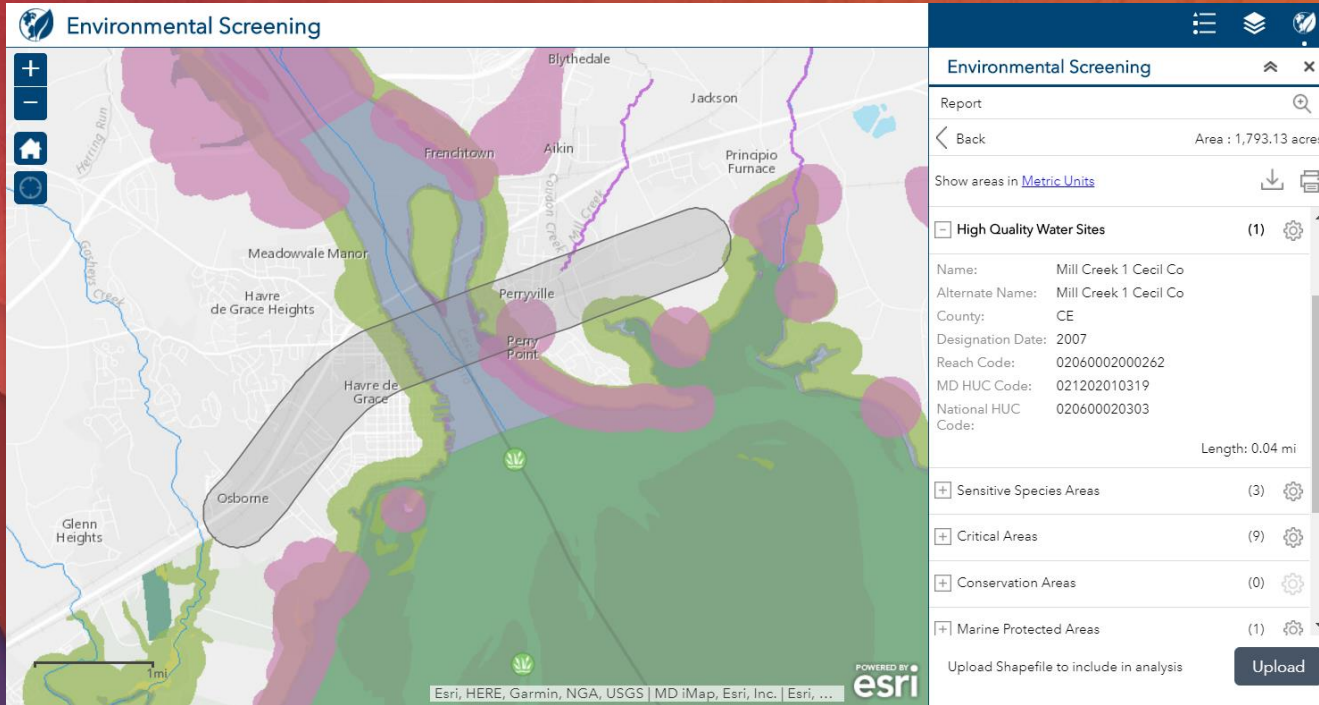 Environmental Screening
Blythedale
Jackson
Herring Run
Frenchtown
Aikin
Principio
Furnace
Mill Creek
Gasheys Creek
Meadowvale Manor
Havre
de Grace Heights
Perryville
Perry
Point
Havre de
Grace
Osborne
Glenn
Heights
1mi
Esri, HERE, Garmin, NGA, USGS | MD iMap, Esri, Inc. | Esri, ...
POWERED BY
esri
Environmental Screening
Report
Back Area : 1,793.13 acres
Show areas in Metric Units
High Quality Water Sites (1)
Name: Mill Creek 1 Cecil Co
Alternate Name: Mill Creek 1 Cecil Co
County: CE
Designation Date: 2007
Reach Code: 02060002000262
MD HUC Code: 021202010319
National HUC 020600020303
Code:
Length: 0.04 mi
Sensitive Species Areas (3)
Critical Areas (9)
Conservation Areas (0)
Marine Protected Areas (1)
Upload Shapefile to include in analysis Upload